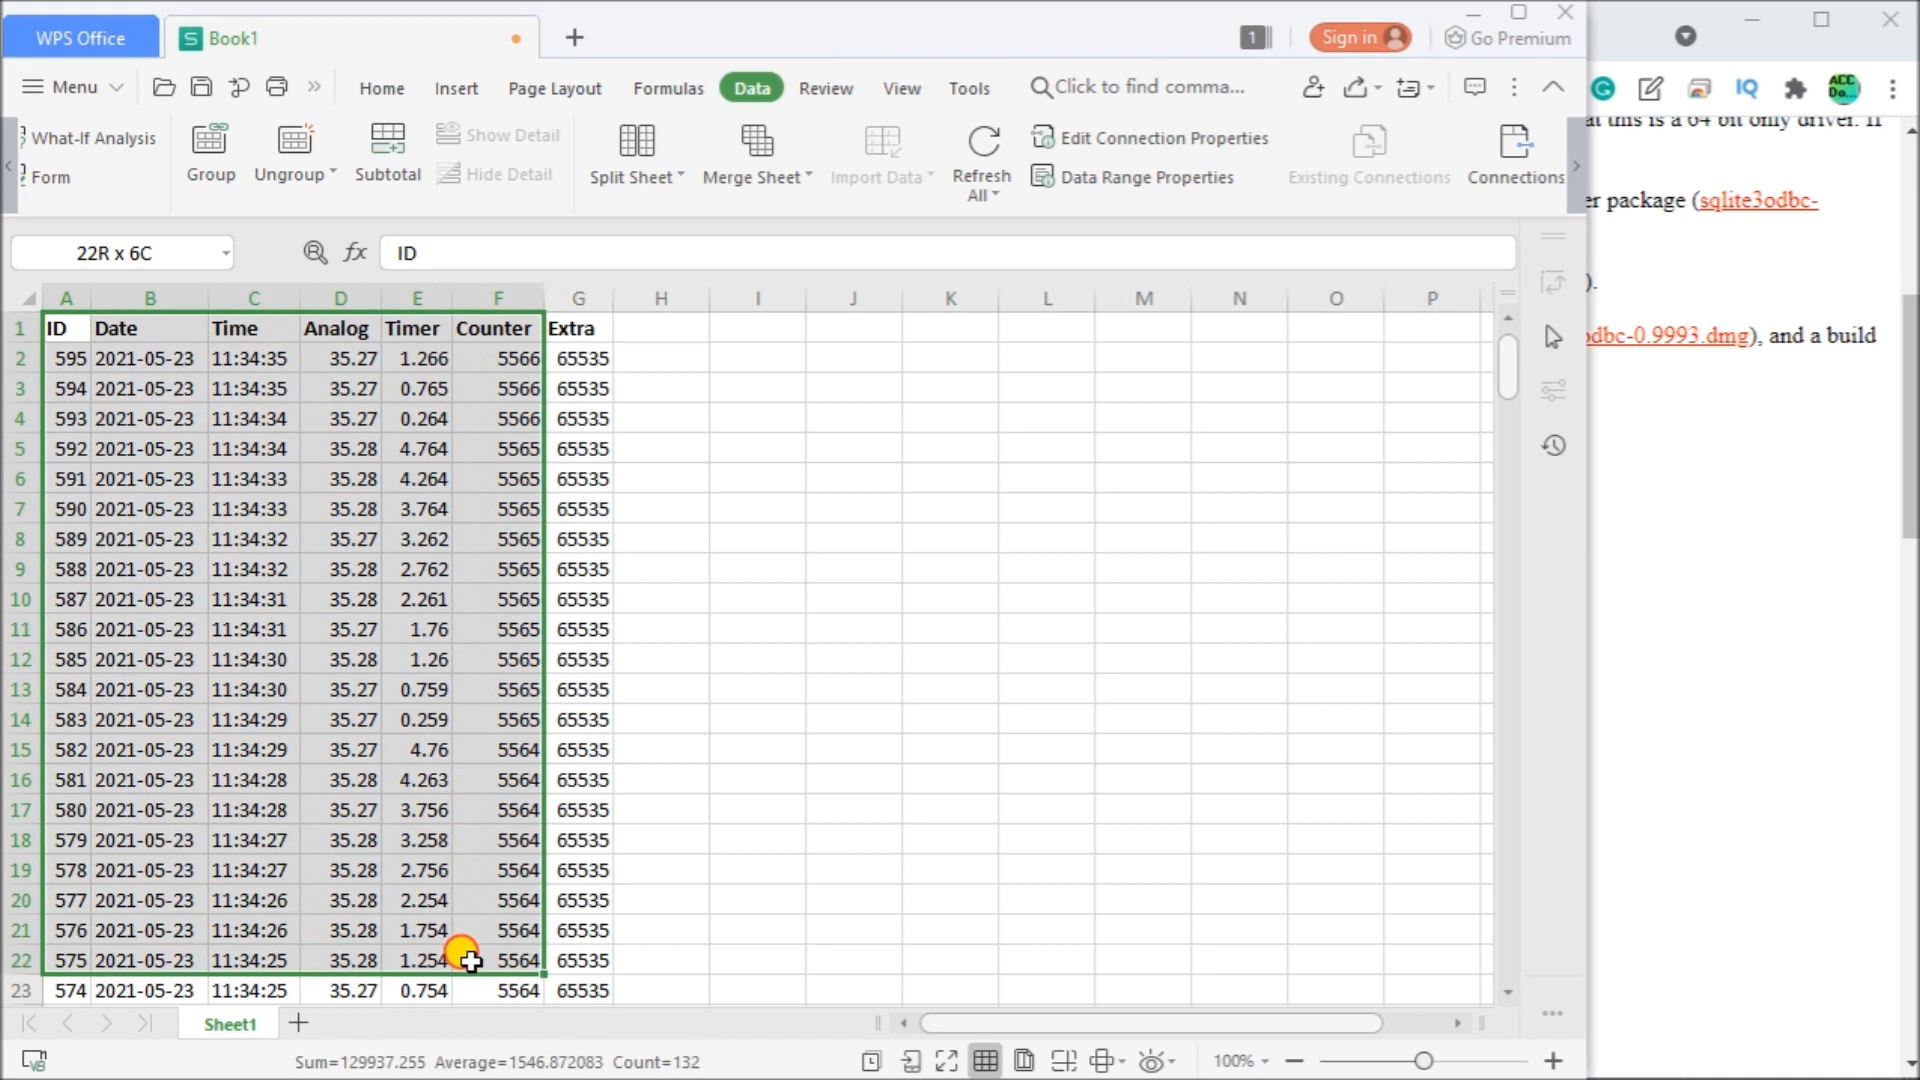 WPS Office
Book1
1
Sign in
Go Premium
Menu
Home Insert Page Layout Formulas Data Review View Tools
Click to find comma...
IQ
ACC Do...
What-If Analysis
Form
Group
Ungroup
Subtotal
Show Detail
Hide Detail
Split Sheet
Merge Sheet
Import Data
Refresh All
Edit Connection Properties
Data Range Properties
Existing Connections
Connections
at this is a 64 bit only driver. If
er package (sqlite3odbc-
).
odbc-0.9993.dmg), and a build
22R x 6C
fx
ID
A B C D E F G H I J K L M N O P
1 ID Date Time Analog Timer Counter Extra
2 595 2021-05-23 11:34:35 35.27 1.266 5566 65535
3 594 2021-05-23 11:34:35 35.27 0.765 5566 65535
4 593 2021-05-23 11:34:34 35.27 0.264 5566 65535
5 592 2021-05-23 11:34:34 35.28 4.764 5565 65535
6 591 2021-05-23 11:34:33 35.28 4.264 5565 65535
7 590 2021-05-23 11:34:33 35.28 3.764 5565 65535
8 589 2021-05-23 11:34:32 35.27 3.262 5565 65535
9 588 2021-05-23 11:34:32 35.28 2.762 5565 65535
10 587 2021-05-23 11:34:31 35.28 2.261 5565 65535
11 586 2021-05-23 11:34:31 35.27 1.76 5565 65535
12 585 2021-05-23 11:34:30 35.28 1.26 5565 65535
13 584 2021-05-23 11:34:30 35.27 0.759 5565 65535
14 583 2021-05-23 11:34:29 35.27 0.259 5565 65535
15 582 2021-05-23 11:34:29 35.27 4.76 5564 65535
16 581 2021-05-23 11:34:28 35.28 4.263 5564 65535
17 580 2021-05-23 11:34:28 35.27 3.756 5564 65535
18 579 2021-05-23 11:34:27 35.28 3.258 5564 65535
19 578 2021-05-23 11:34:27 35.28 2.756 5564 65535
20 577 2021-05-23 11:34:26 35.28 2.254 5564 65535
21 576 2021-05-23 11:34:26 35.28 1.754 5564 65535
22 575 2021-05-23 11:34:25 35.28 1.254 5564 65535
23 574 2021-05-23 11:34:25 35.27 0.754 5564 65535
Sheet1
Sum=129937.255 Average=1546.872083 Count=132
100%